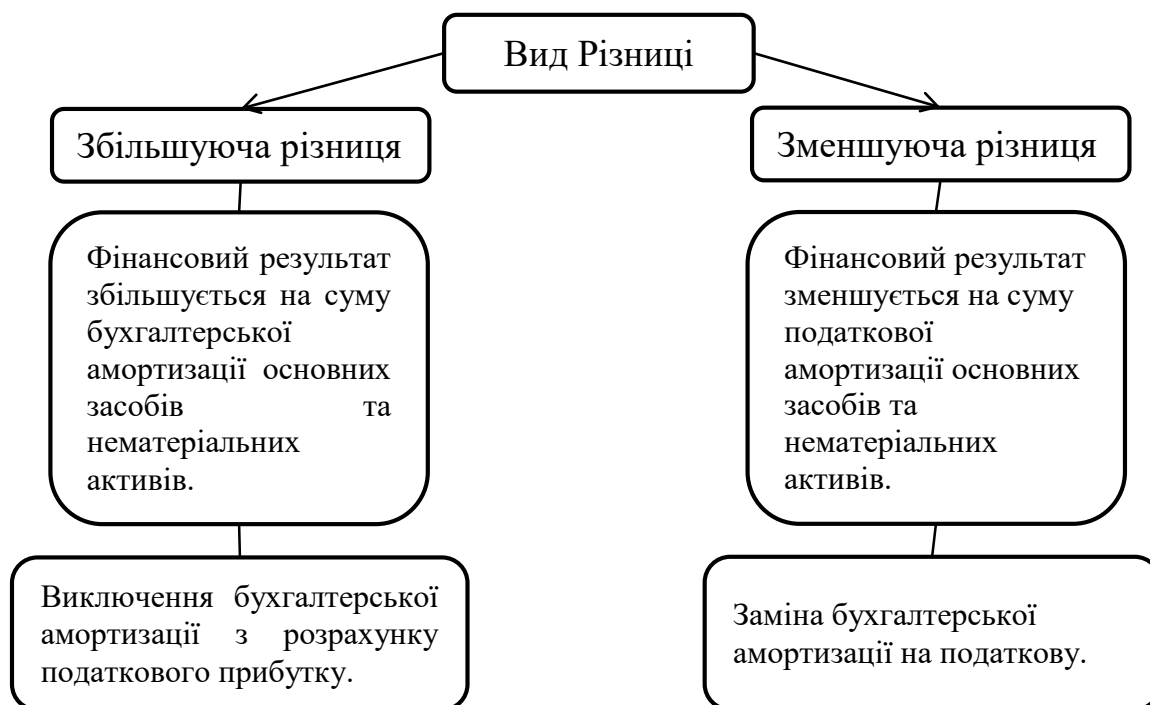 Вид Різниці
Збільшуюча різниця
Зменшуюча різниця
Фінансовий результат
збільшується на суму
бухгалтерської
амортизації основних
засобів та
нематеріальних
активів.
Фінансовий результат
зменшується на суму
податкової
амортизації основних
засобів та
нематеріальних
активів.
Виключення бухгалтерської
амортизації з розрахунку
податкового прибутку.
Заміна бухгалтерської
амортизації на податкову.